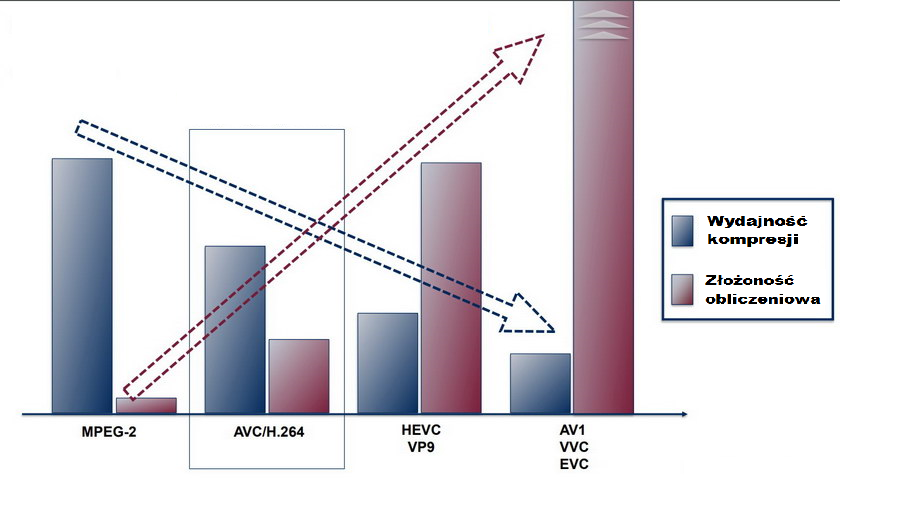 Wydajność
kompresji
Złożoność
obliczeniowa
MPEG-2
AVC/H.264
HEVC
VP9
AV1
VVC
EVC